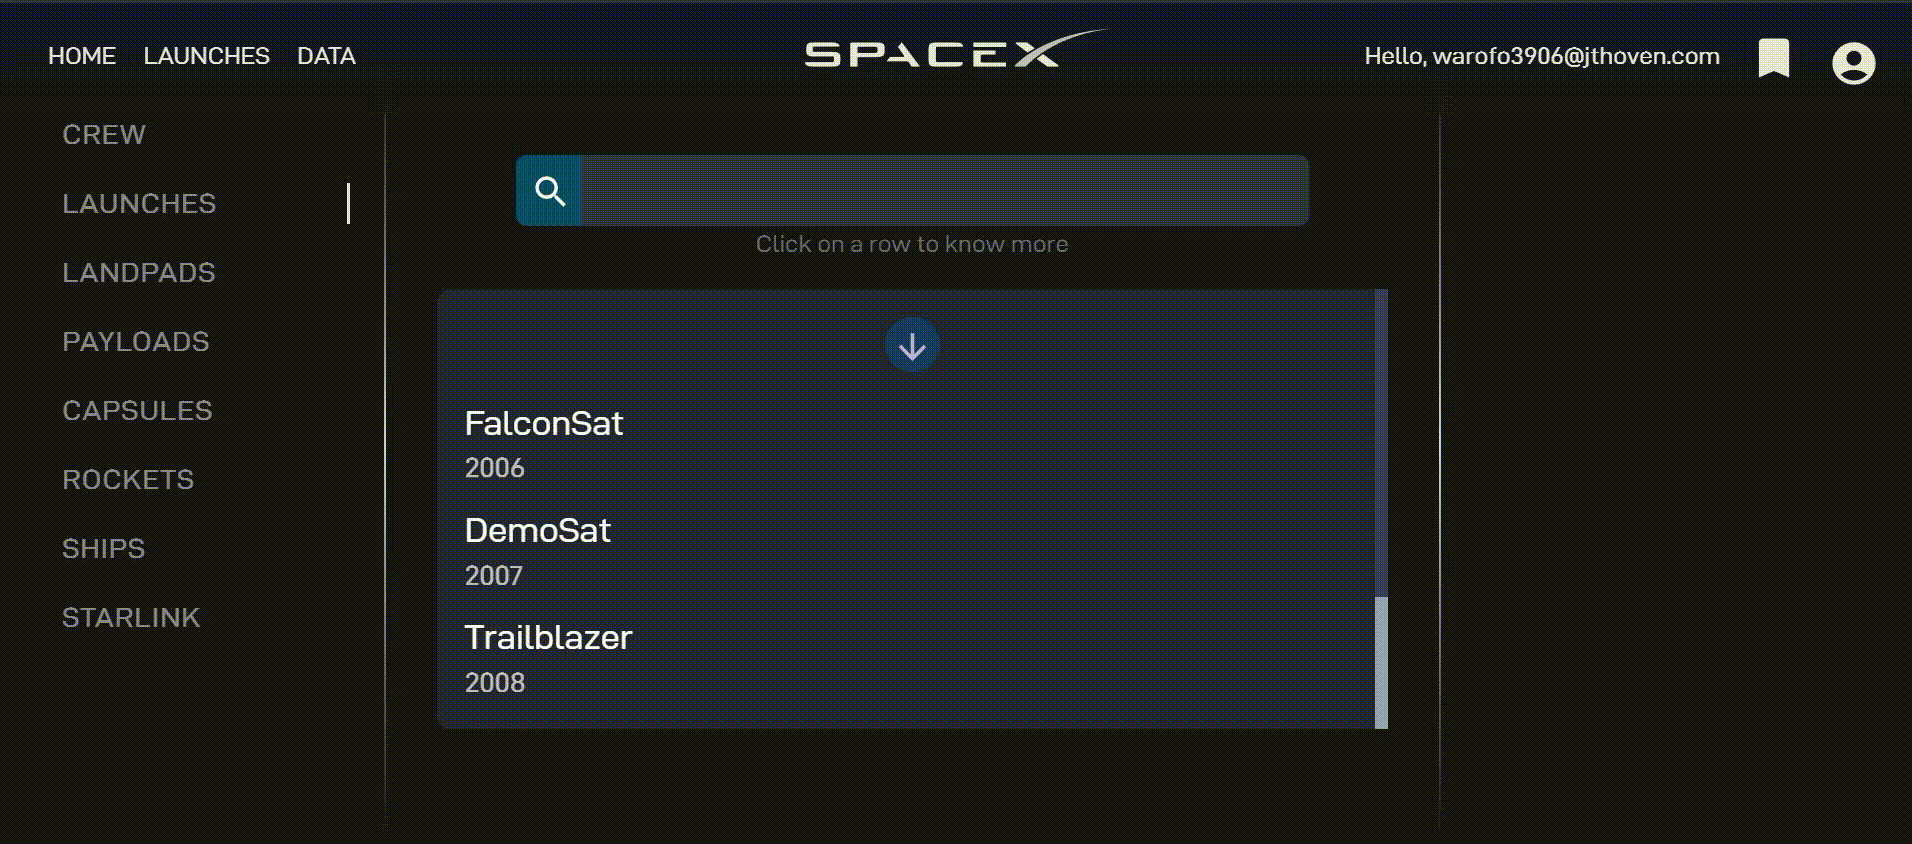 HOME LAUNCHES DATA
SPACEX
Hello, warofo3906@jthoven.com
CREW
LAUNCHES
LANDPADS
PAYLOADS
CAPSULES
ROCKETS
SHIPS
STARLINK
Click on a row to know more
FalconSat
2006
DemoSat
2007
Trailblazer
2008